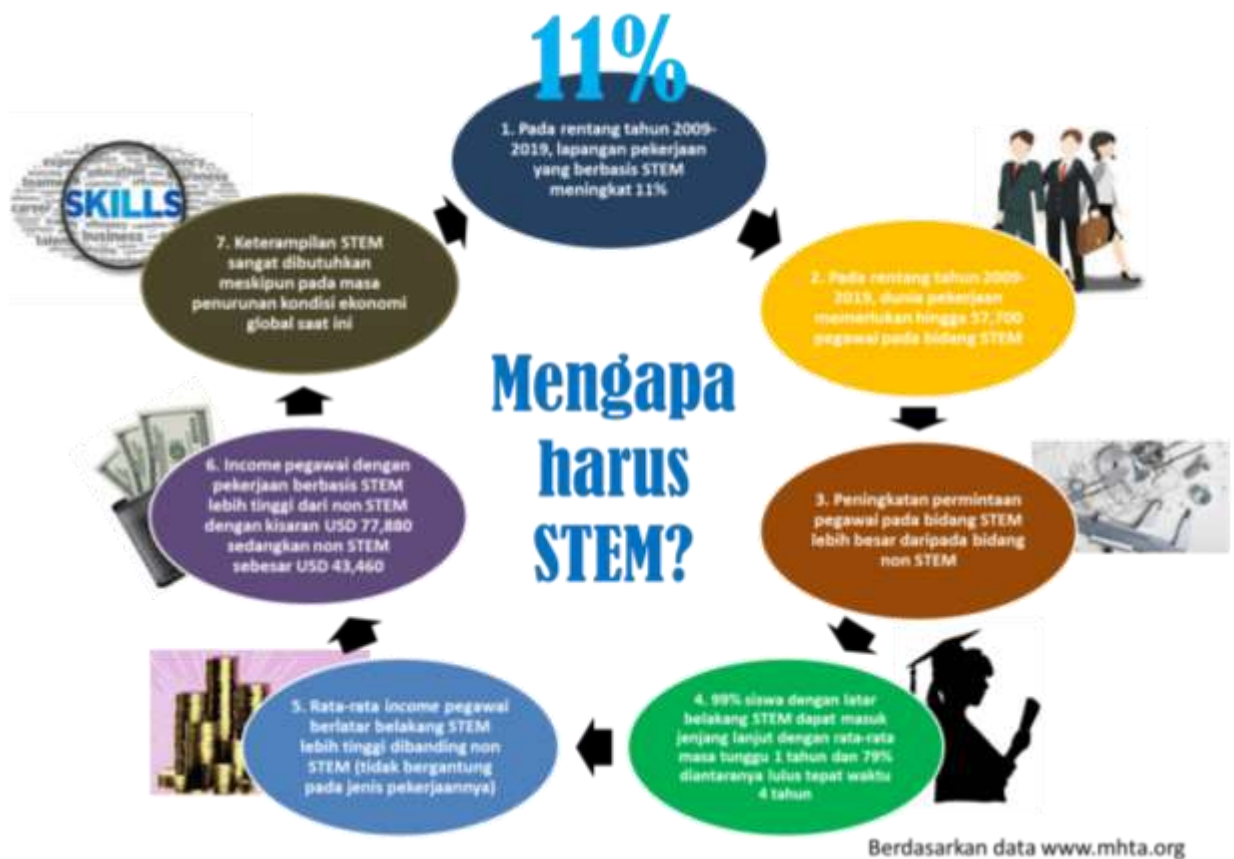 11%
1. Pada rentang tahun 2009-
2019, lapangan pekerjaan
yang berbasis STEM
meningkat 11%
2. Pada rentang tahun 2009-
2019, dunia pekerjaan
memerlukan hingga 57,700
pegawai pada bidang STEM
3. Peningkatan permintaan
pegawai pada bidang STEM
lebih besar daripada bidang
non STEM
4. 99% siswa dengan latar
belakang STEM dapat masuk
jenjang lanjut dengan rata-rata
masa tunggu 1 tahun dan 79%
diantaranya lulus tepat waktu
4 tahun
5. Rata-rata income pegawai
berlatar belakang STEM
lebih tinggi dibanding non
STEM (tidak bergantung
pada jenis pekerjaannya)
6. Income pegawai dengan
pekerjaan berbasis STEM
lebih tinggi dari non STEM
dengan kisaran USD 77,880
sedangkan non STEM
sebesar USD 43,460
7. Keterampilan STEM
sangat dibutuhkan
meskipun pada masa
penurunan kondisi ekonomi
global saat ini
SKILLS
business
career
Mengapa
harus
STEM?
Berdasarkan data www.mhta.org